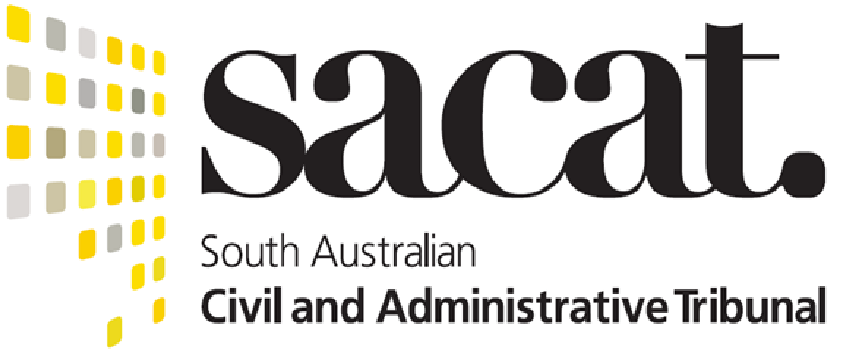 sacat.
South Australian
Civil and Administrative Tribunal